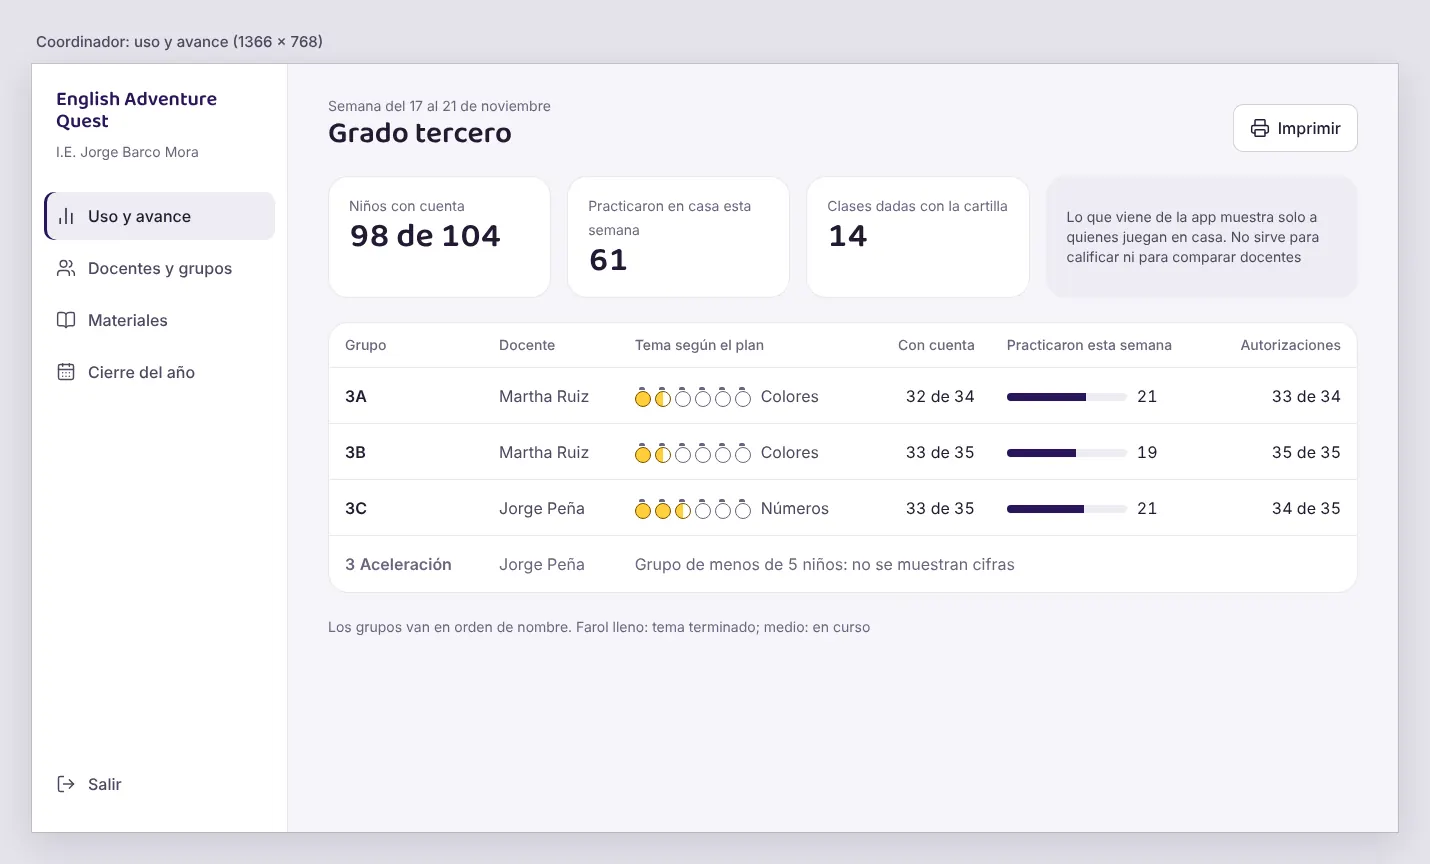 Coordinador: uso y avance (1366 × 768)
English Adventure
Quest
I.E. Jorge Barco Mora
Uso y avance
Docentes y grupos
Materiales
Cierre del año
Salir
Semana del 17 al 21 de noviembre
Grado tercero
Imprimir
Niños con cuenta
98 de 104
Practicaron en casa esta
semana
61
Clases dadas con la cartilla
14
Lo que viene de la app muestra solo a
quienes juegan en casa. No sirve para
calificar ni para comparar docentes
Grupo Docente Tema según el plan Con cuenta Practicaron esta semana Autorizaciones
3A Martha Ruiz Colores 32 de 34 21 33 de 34
3B Martha Ruiz Colores 33 de 35 19 35 de 35
3C Jorge Peña Números 33 de 35 21 34 de 35
3 Aceleración Jorge Peña Grupo de menos de 5 niños: no se muestran cifras
Los grupos van en orden de nombre. Farol lleno: tema terminado; medio: en curso